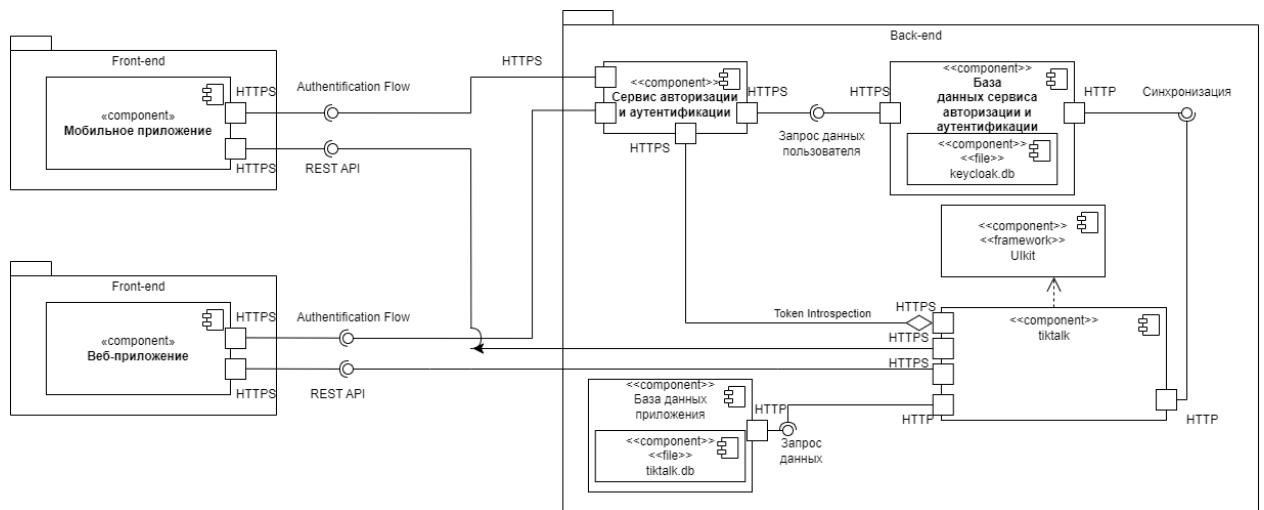 Front-end
«component»
Мобильное приложение
HTTPS
HTTPS
Authentification Flow
REST API
HTTPS
Front-end
«component»
Веб-приложение
HTTPS
HTTPS
Authentification Flow
REST API
Back-end
<<component>>
Сервис авторизации
и аутентификации
HTTPS
HTTPS
Запрос данных
пользователя
HTTPS
<<component>>
База
данных сервиса
авторизации и
аутентификации
<<component>>
<<file>>
keycloak.db
HTTP
Синхронизация
<<component>>
<<framework>>
UIkit
Token Introspection
HTTPS
HTTPS
HTTPS
HTTP
<<component>>
tiktalk
HTTP
<<component>>
База данных
приложения
<<component>>
<<file>>
tiktalk.db
HTTP
Запрос
данных